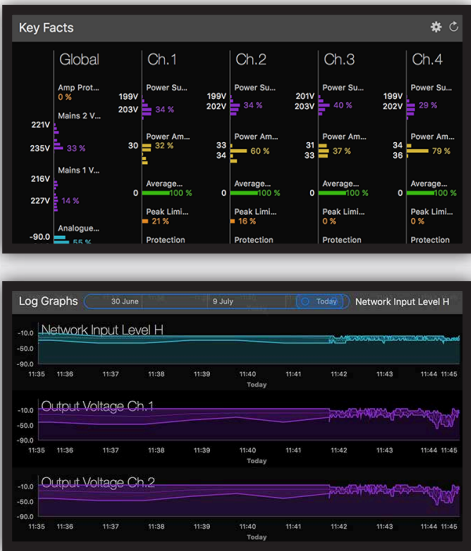 Key Facts
Global Ch.1 Ch.2 Ch.3 Ch.4
Amp Prot...
0 %
Mains 2 V...
221V
235V 33 %
Mains 1 V...
216V
227V 14 %
Analogue...
-90.0 55 %
Power Su...
199V
203V 34 %
Power Am...
30 32 %
Average...
0 100 %
Peak Limi...
21 %
Protection
Power Su...
199V
202V 34 %
Power Am...
33
34 60 %
Average...
0 100 %
Peak Limi...
16 %
Protection
Power Su...
201V
203V 40 %
Power Am...
31
33 37 %
Average...
0 100 %
Peak Limi...
0 %
Protection
Power Su...
199V
202V 29 %
Power Am...
34
36 79 %
Average...
0 100 %
Peak Limi...
0 %
Protection
Log Graphs 30 June 9 July Today Network Input Level H
Network Input Level H
-10.0
-60.0
-90.0
11:35 11:36 11:37 11:38 11:39 11:40 11:41 11:42 11:43 11:44 11:45
Today
Output Voltage Ch.1
-10.0
-60.0
-90.0
11:35 11:36 11:37 11:38 11:39 11:40 11:41 11:42 11:43 11:44 11:45
Today
Output Voltage Ch.2
-10.0
-60.0
-90.0
11:35 11:36 11:37 11:38 11:39 11:40 11:41 11:42 11:43 11:44 11:45
Today